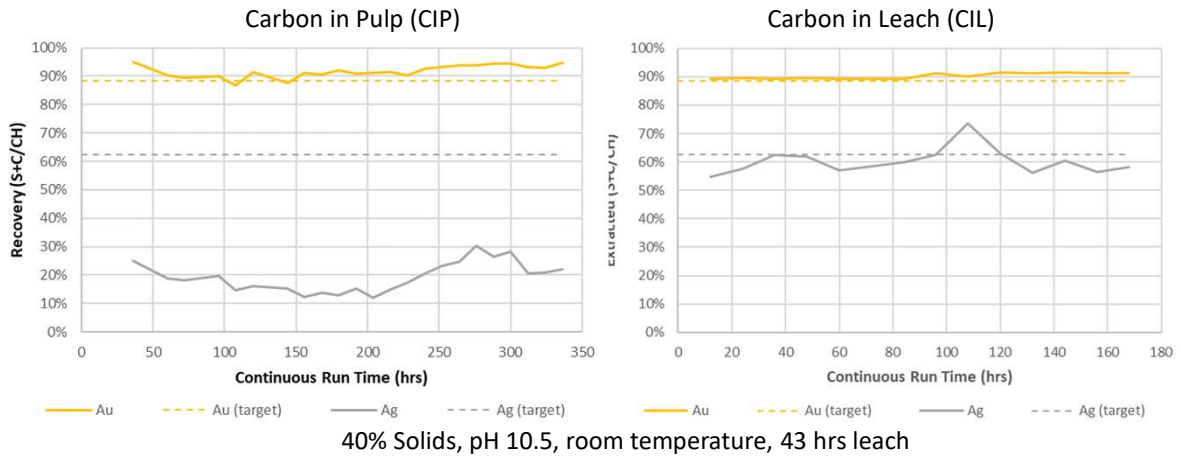 Carbon in Pulp (CIP)
100%
90%
80%
70%
60%
50%
40%
30%
20%
10%
0%
Recovery (S+C/CH)
0 50 100 150 200 250 300 350
Continuous Run Time (hrs)
Au Au (target) Ag Ag (target)
Carbon in Leach (CIL)
100%
90%
80%
70%
60%
50%
40%
30%
20%
10%
0%
Extracted (S+C/CH)
0 20 40 60 80 100 120 140 160 180
Continuous Run Time (hrs)
Au Au (target) Ag Ag (target)
40% Solids, pH 10.5, room temperature, 43 hrs leach